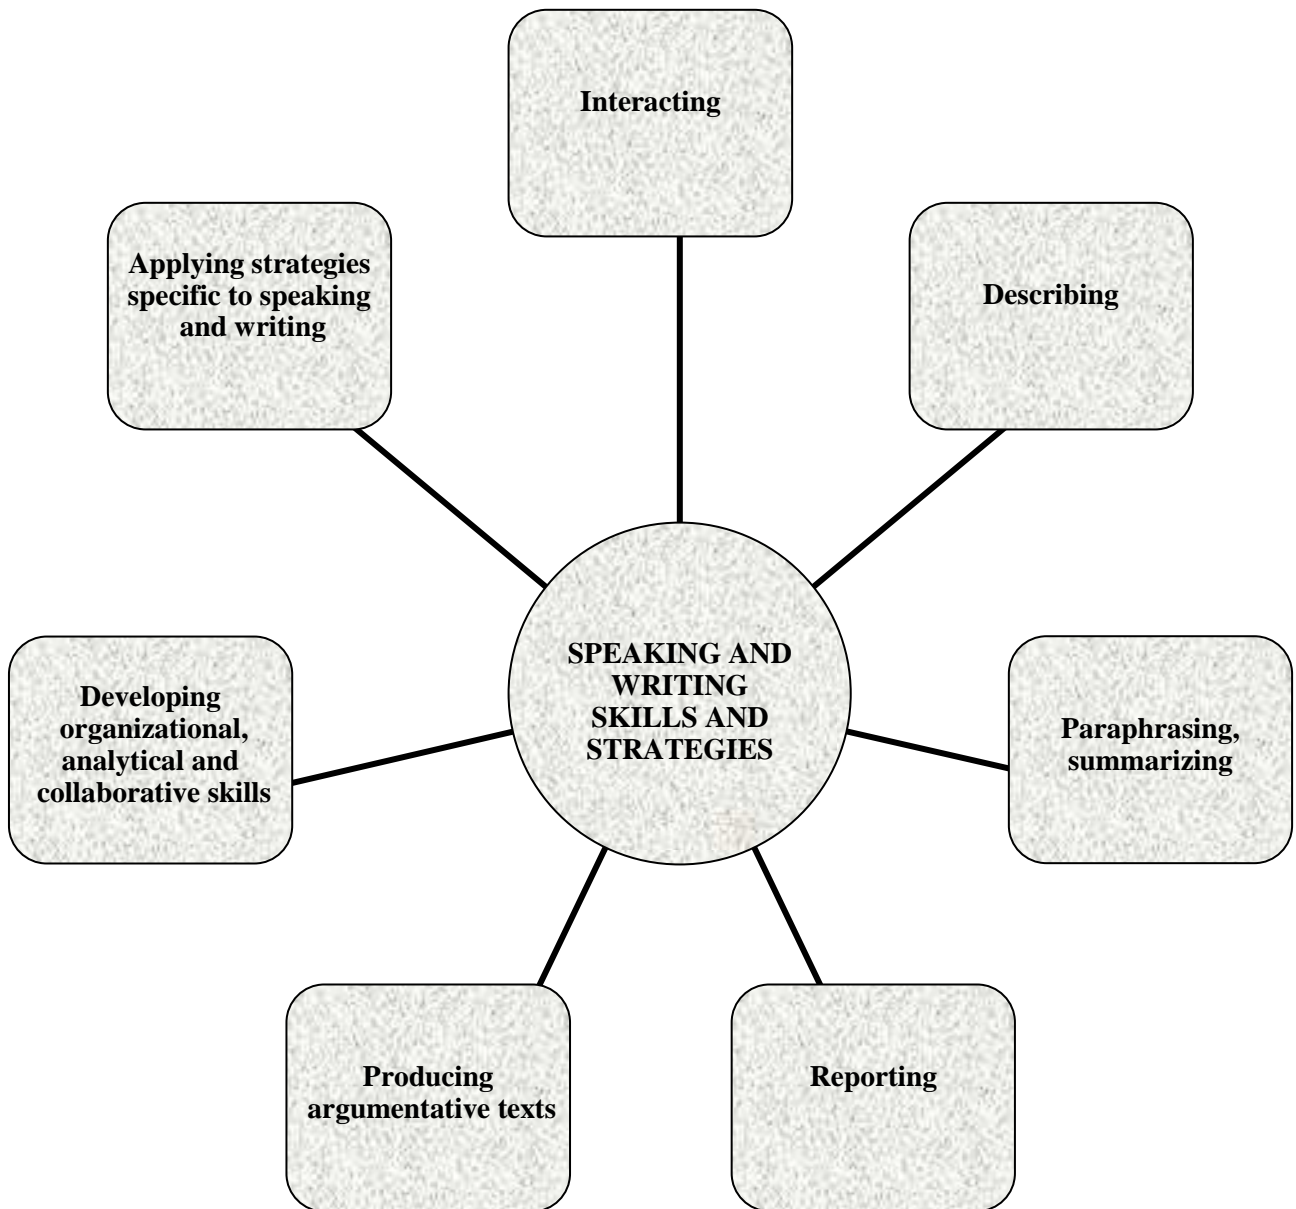 Interacting
Applying strategies
specific to speaking
and writing
Describing
SPEAKING AND
WRITING
SKILLS AND
STRATEGIES
Developing
organizational,
analytical and
collaborative skills
Paraphrasing,
summarizing
Producing
argumentative texts
Reporting